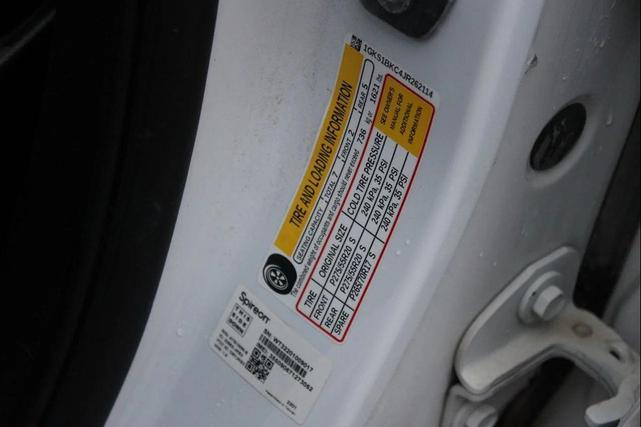 1GKS1BKC4JR262114
TIRE AND LOADING INFORMATION
SEATING CAPACITY TOTAL 7 FRONT 2 REAR 5
The combined weight of occupants and cargo should never exceed 736 kg or 1621 lbs.
TIRE ORIGINAL SIZE COLD TIRE PRESSURE
FRONT P275/55R20 S 240 kPa, 35 PSI
REAR P275/55R20 S 240 kPa, 35 PSI
SPARE P265/70R17 S 240 kPa, 35 PSI
SEE OWNER'S
MANUAL FOR
ADDITIONAL
INFORMATION
Spireon